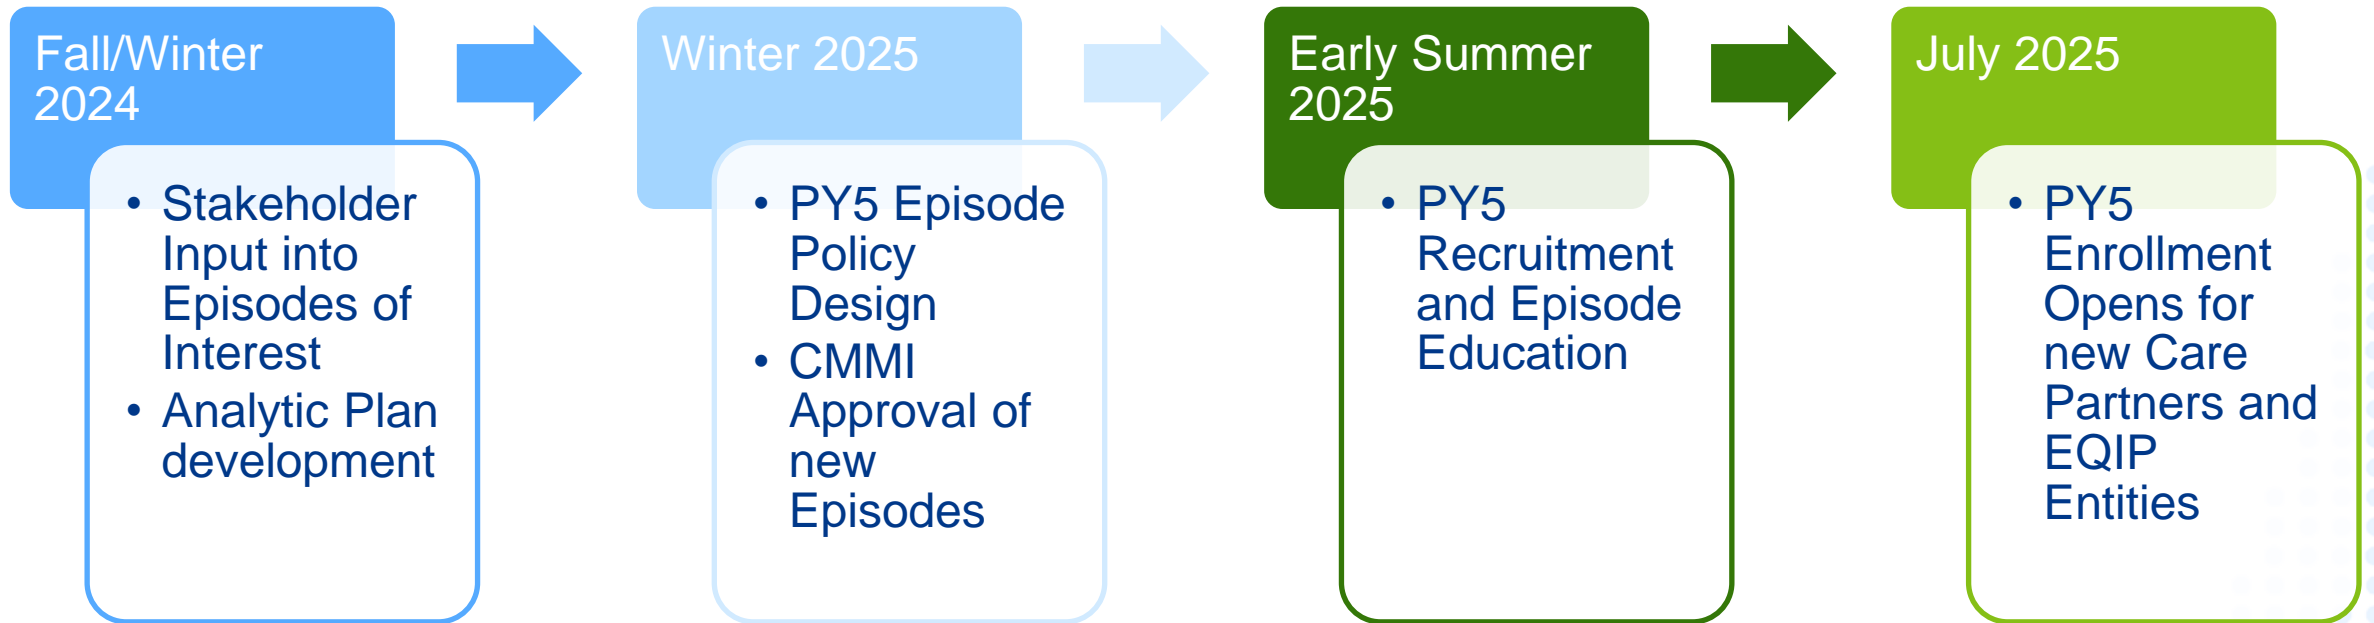 Fall/Winter
2024
• Stakeholder
Input into
Episodes of
Interest
• Analytic Plan
development
Winter 2025
• PY5 Episode
Policy
Design
• CMMI
Approval of
new
Episodes
Early Summer
2025
• PY5
Recruitment
and Episode
Education
July 2025
• PY5
Enrollment
Opens for
new Care
Partners and
EQIP
Entities